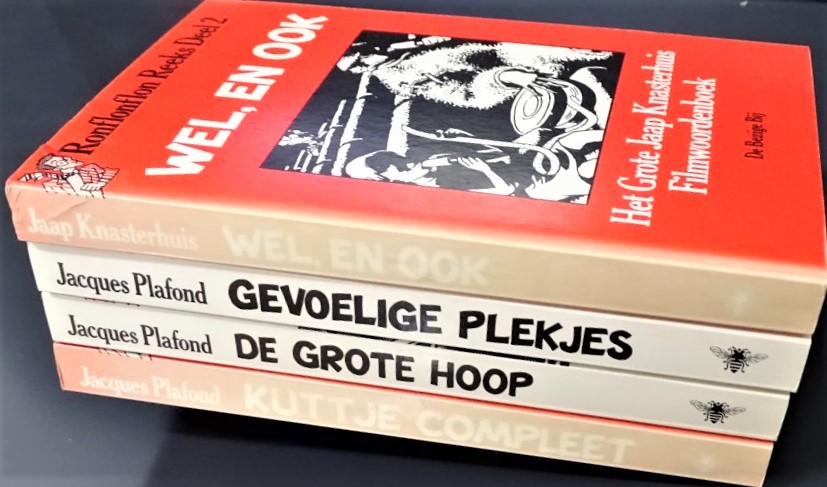 Ronflonflon Reeks Deel 2
WEL, EN OOK
Het Grote Jaap Knasterhuis
Filmwoordenboek
De Bezige Bij
Jaap Knasterhuis WEL, EN OOK
Jacques Plafond GEVOELIGE PLEKJES
Jacques Plafond DE GROTE HOOP
Jacques Plafond KUTTJE COMPLEET